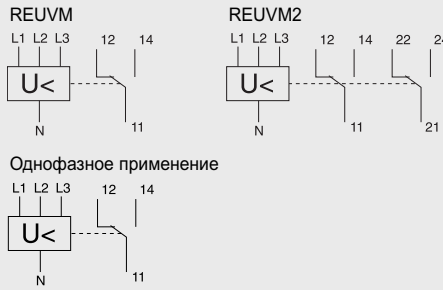 REUVM
L1 L2 L3 12 14
U<
N 11
REUVM2
L1 L2 L3 12 14 22 24
U<
N 11 21
Однофазное применение
L1 L2 L3 12 14
U<
N 11